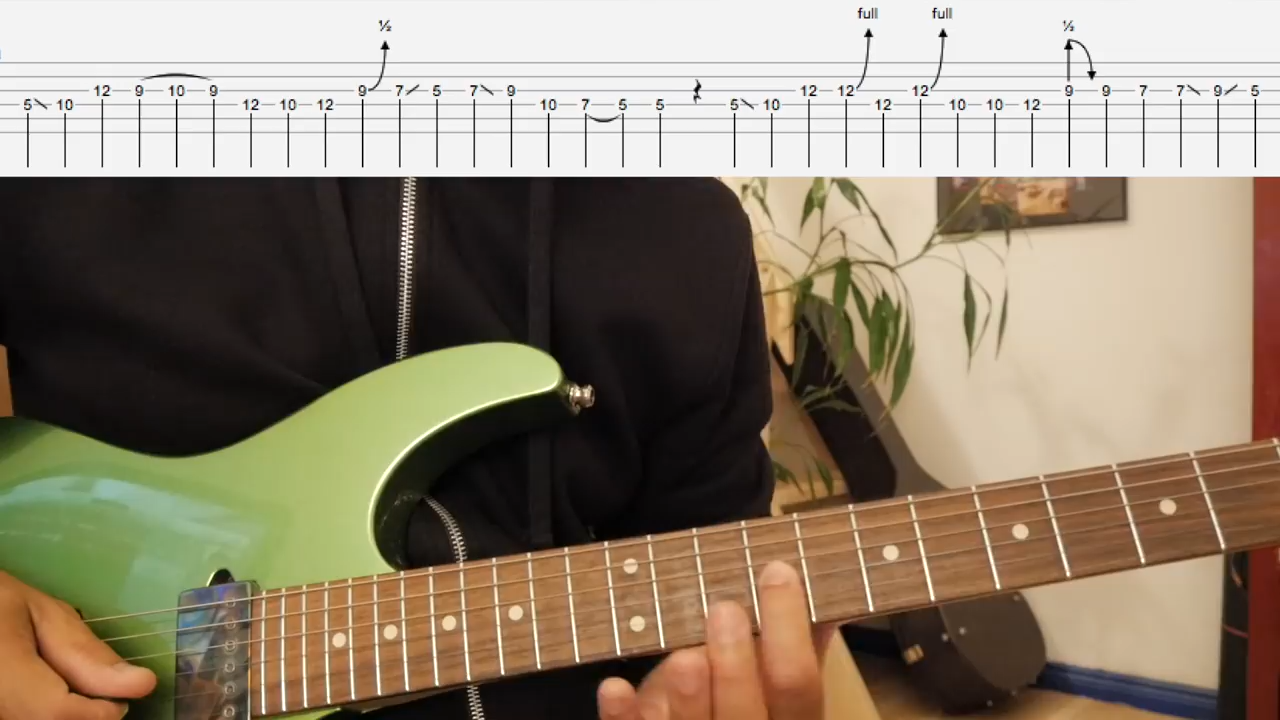 full full
½ ½
12 9 10 9 9 7 5 7 9 12 12 12 9 9 7 7 9 5
5 10 12 10 12 10 7 5 5 5 10 12 10 10 12